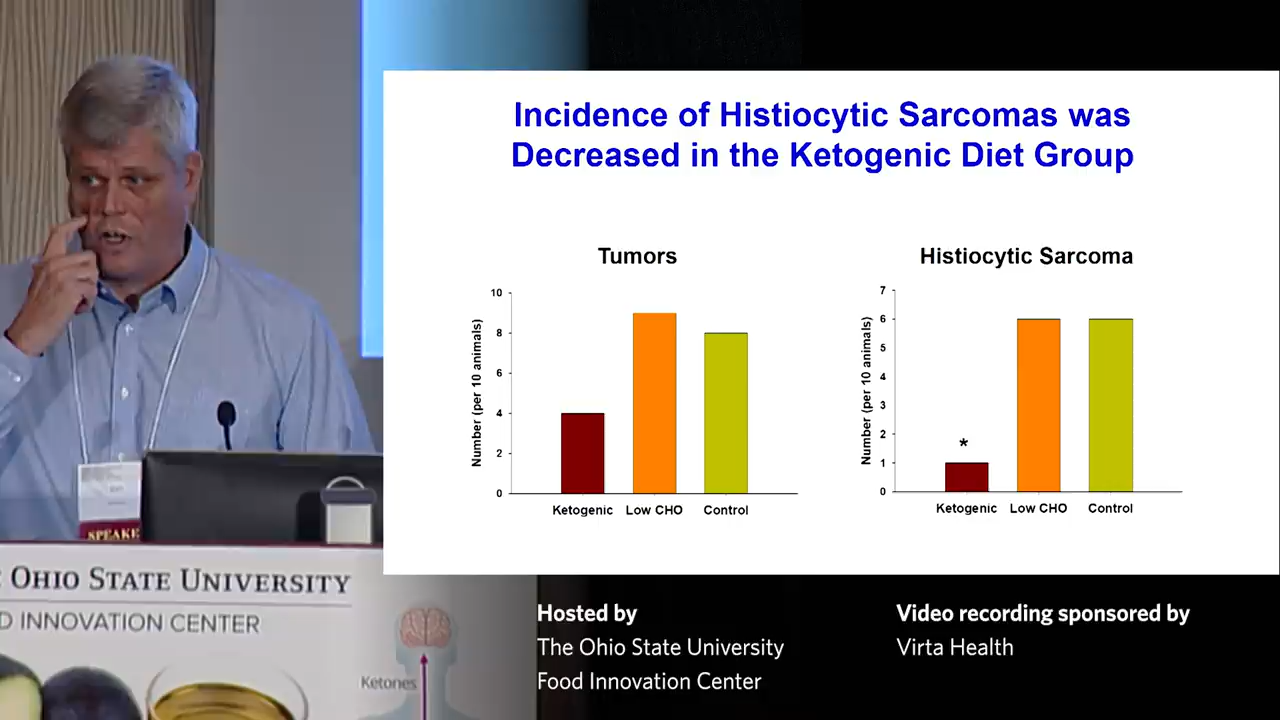 Incidence of Histiocytic Sarcomas was
Decreased in the Ketogenic Diet Group
Tumors
Number (per 10 animals)
10
8
6
4
2
0
Ketogenic
Low CHO
Control
Histiocytic Sarcoma
Number (per 10 animals)
7
6
5
4
3
2
1
0
*
Ketogenic
Low CHO
Control
SPEAKE
OHIO STATE UNIVERSITY
D INNOVATION CENTER
Ketones
Hosted by
The Ohio State University
Food Innovation Center
Video recording sponsored by
Virta Health